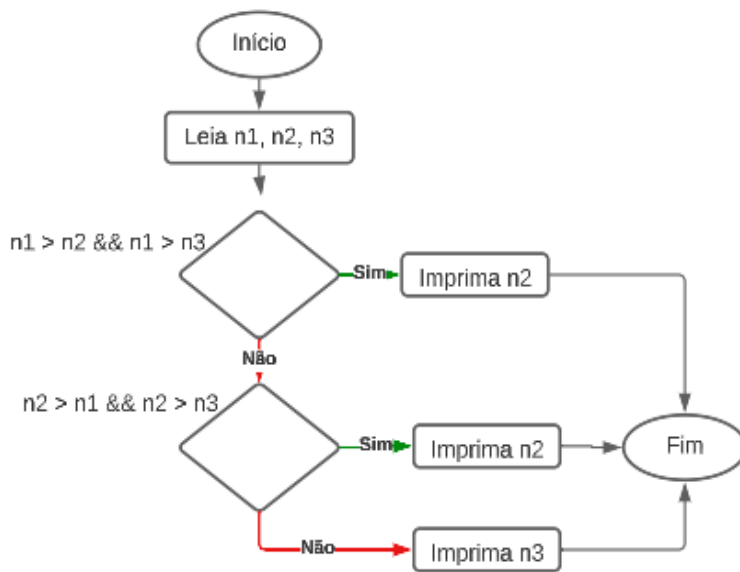 Início
Leia n1, n2, n3
n1 > n2 && n1 > n3
Sim
Imprima n2
Não
n2 > n1 && n2 > n3
Sim
Imprima n2
Fim
Não
Imprima n3